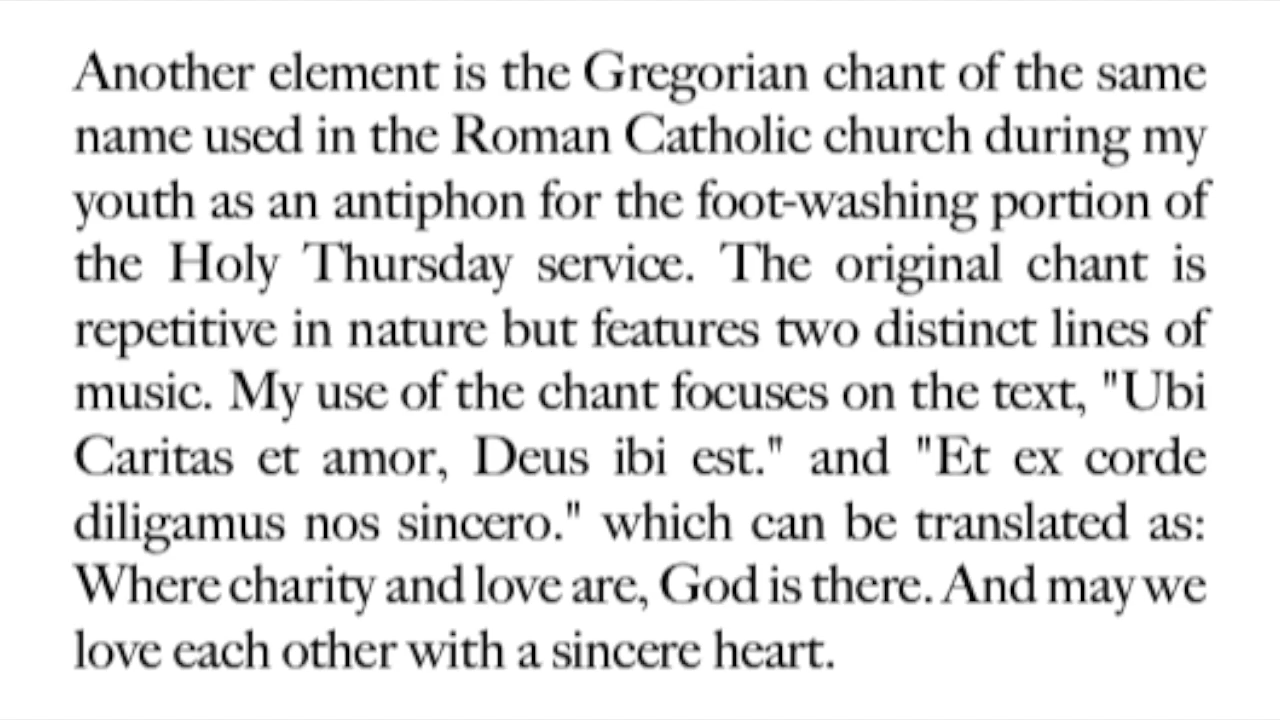 Another element is the Gregorian chant of the same
name used in the Roman Catholic church during my
youth as an antiphon for the foot-washing portion of
the Holy Thursday service. The original chant is
repetitive in nature but features two distinct lines of
music. My use of the chant focuses on the text, "Ubi
Caritas et amor, Deus ibi est." and "Et ex corde
diligamus nos sincero." which can be translated as:
Where charity and love are, God is there. And may we
love each other with a sincere heart.